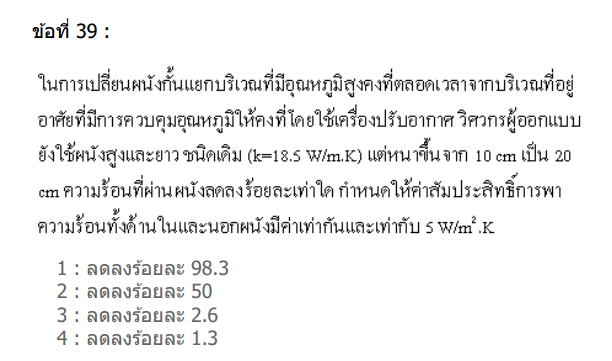 ข้อที่ 39 :
ในการเปลี่ยนผนังกั้นแยกบริเวณที่มีอุณหภูมิสูงคงที่ตลอดเวลาจากบริเวณที่อยู่
อาศัยที่มีการควบคุมอุณหภูมิให้คงที่โดยใช้เครื่องปรับอากาศ วิศวกรผู้ออกแบบ
ยังใช้ผนังสูงและยาว ชนิดเดิม (k=18.5 W/m.K) แต่หนาขึ้นจาก 10 cm เป็น 20
cm ความร้อนที่ผ่านผนังลดลงร้อยละเท่าใด กำหนดให้ค่าสัมประสิทธิ์การพา
ความร้อนทั้งด้านในและนอกผนังมีค่าเท่ากันและเท่ากับ 5 W/m².K
1 : ลดลงร้อยละ 98.3
2 : ลดลงร้อยละ 50
3 : ลดลงร้อยละ 2.6
4 : ลดลงร้อยละ 1.3